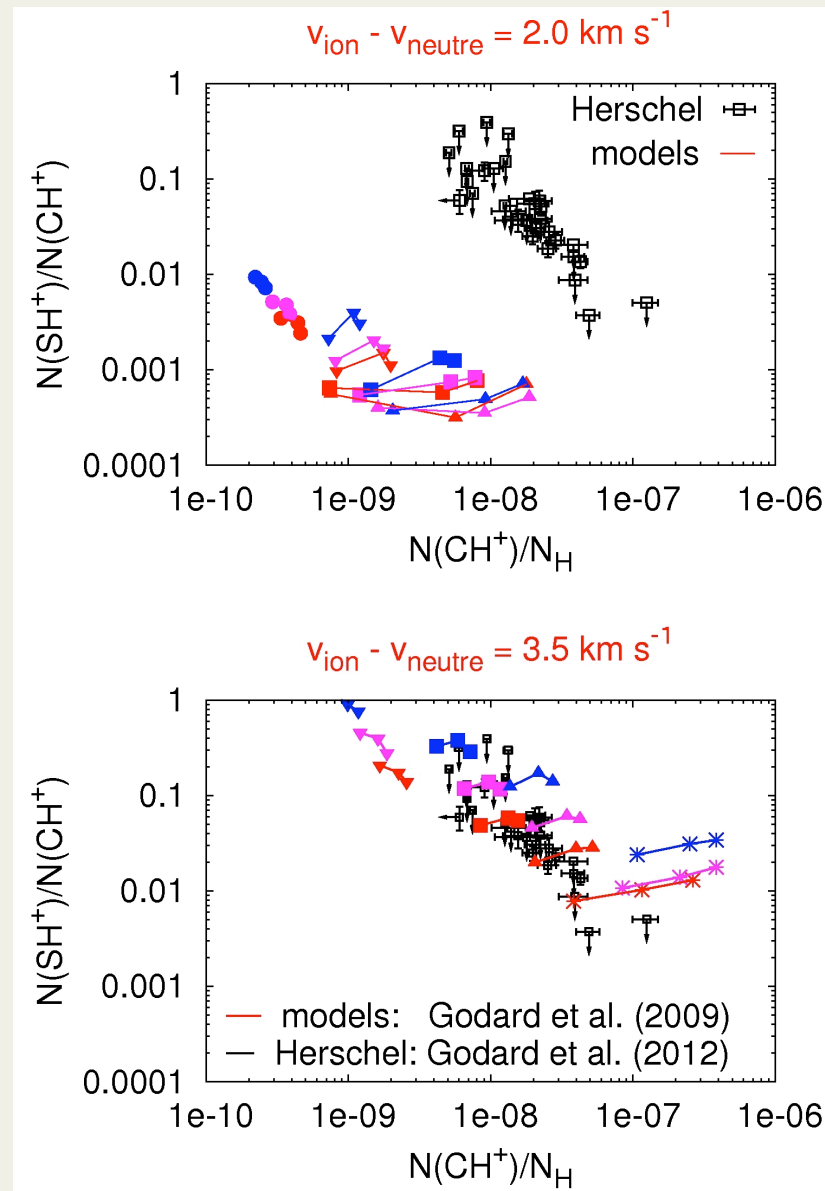 v_ion - v_neutre = 2.0 km s⁻¹
1
0.1
0.01
0.001
0.0001
N(SH⁺)/N(CH⁺)
Herschel
models
1e-10 1e-09 1e-08 1e-07 1e-06
N(CH⁺)/N_H
v_ion - v_neutre = 3.5 km s⁻¹
1
0.1
0.01
0.001
0.0001
N(SH⁺)/N(CH⁺)
models: Godard et al. (2009)
Herschel: Godard et al. (2012)
1e-10 1e-09 1e-08 1e-07 1e-06
N(CH⁺)/N_H